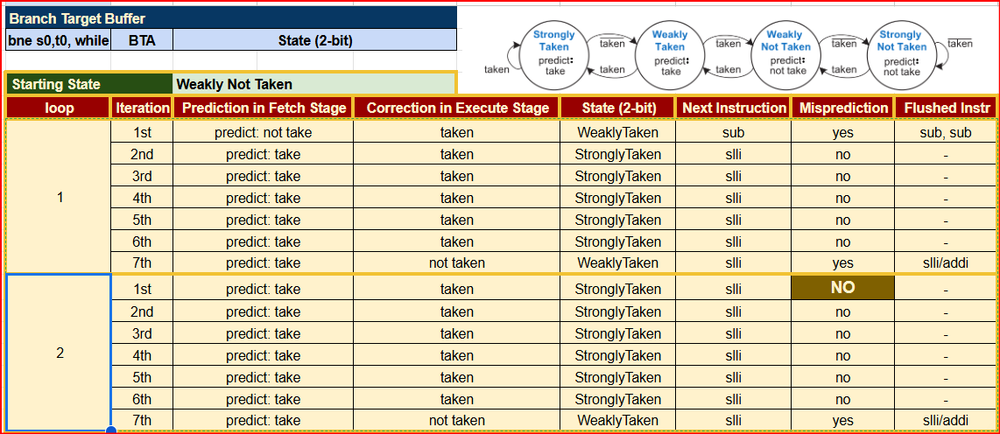 Branch Target Buffer
bne s0,t0, while BTA State (2-bit)
Strongly Taken predict: take
Weakly Taken predict: take
Weakly Not Taken predict: not take
Strongly Not Taken predict: not take
taken taken taken taken taken
taken taken taken
Starting State Weakly Not Taken
loop Iteration Prediction in Fetch Stage Correction in Execute Stage State (2-bit) Next Instruction Misprediction Flushed Instr
1
1st predict: not take taken WeaklyTaken sub yes sub, sub
2nd predict: take taken StronglyTaken slli no -
3rd predict: take taken StronglyTaken slli no -
4th predict: take taken StronglyTaken slli no -
5th predict: take taken StronglyTaken slli no -
6th predict: take taken StronglyTaken slli no -
7th predict: take not taken WeaklyTaken slli yes slli/addi
2
1st predict: take taken StronglyTaken slli NO -
2nd predict: take taken StronglyTaken slli no -
3rd predict: take taken StronglyTaken slli no -
4th predict: take taken StronglyTaken slli no -
5th predict: take taken StronglyTaken slli no -
6th predict: take taken StronglyTaken slli no -
7th predict: take not taken WeaklyTaken slli yes slli/addi